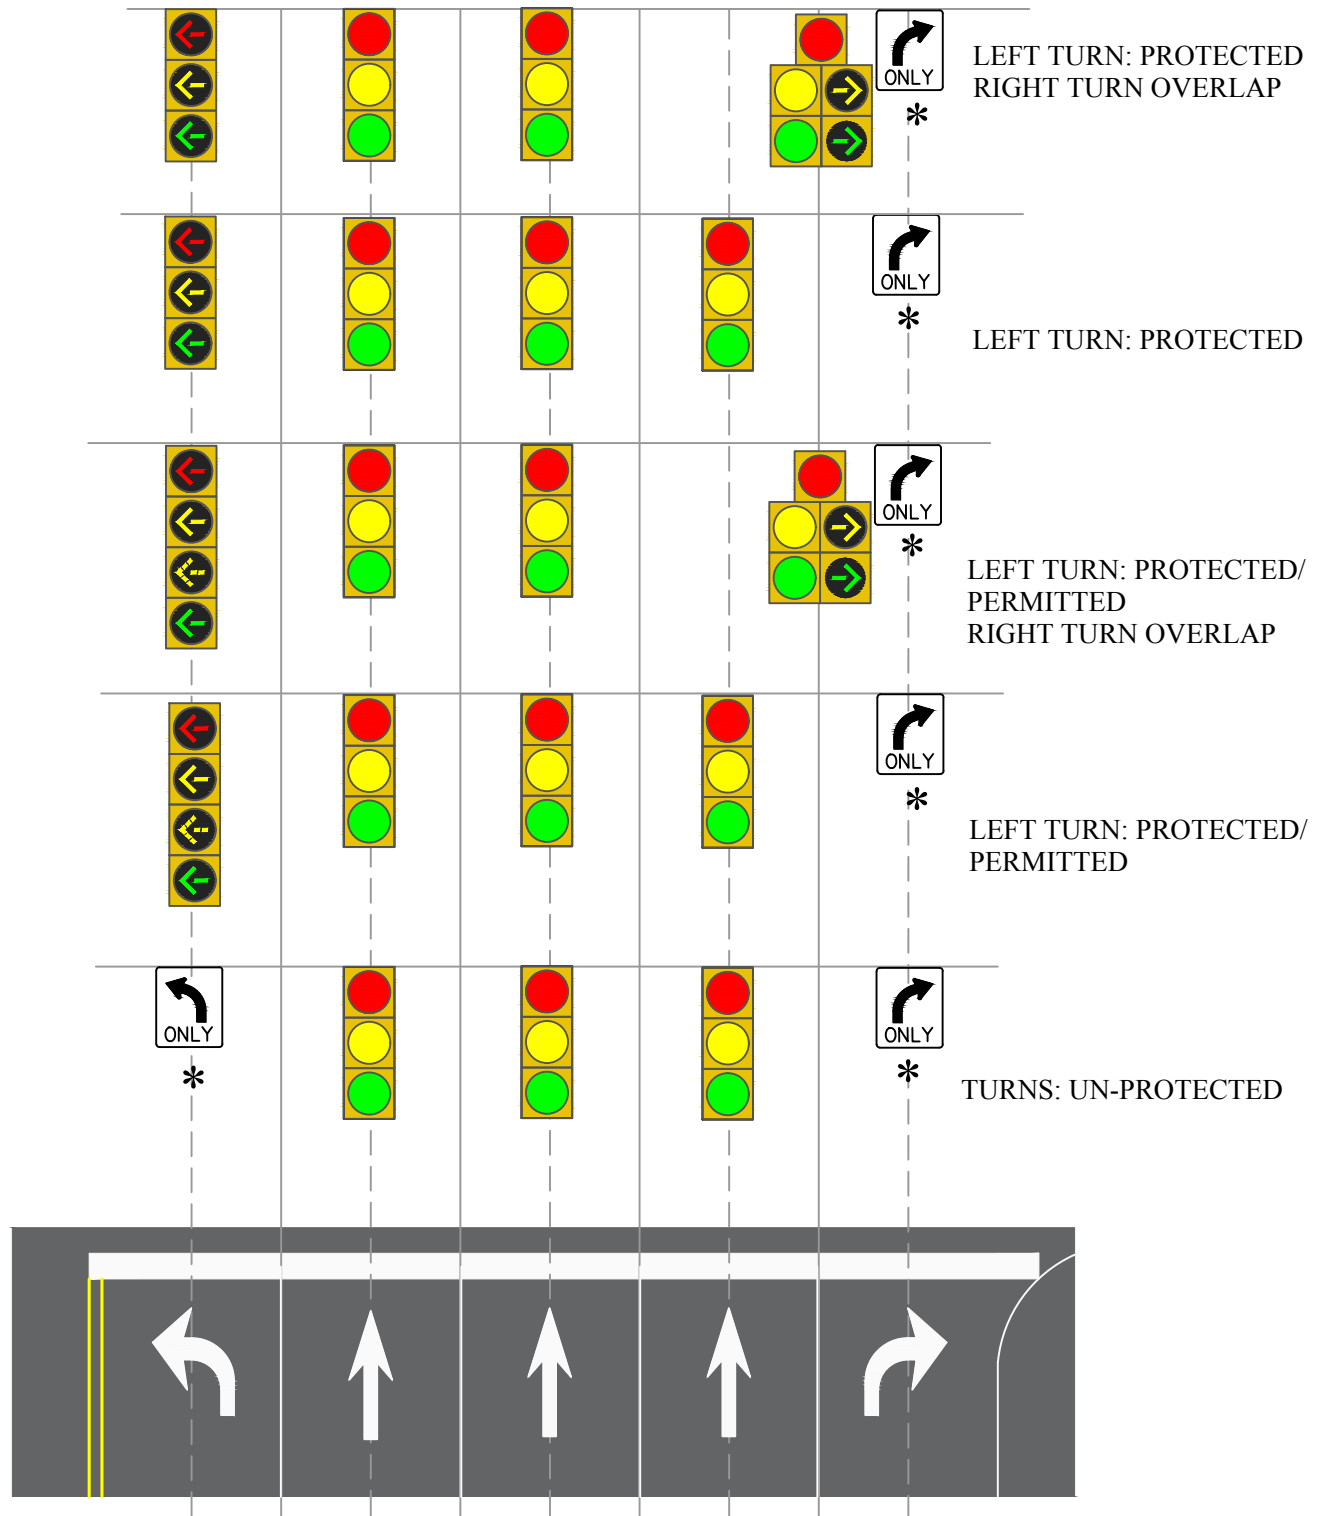 ONLY
*
LEFT TURN: PROTECTED
RIGHT TURN OVERLAP
ONLY
*
LEFT TURN: PROTECTED
ONLY
*
LEFT TURN: PROTECTED/
PERMITTED
RIGHT TURN OVERLAP
ONLY
*
LEFT TURN: PROTECTED/
PERMITTED
ONLY
*
ONLY
*
TURNS: UN-PROTECTED